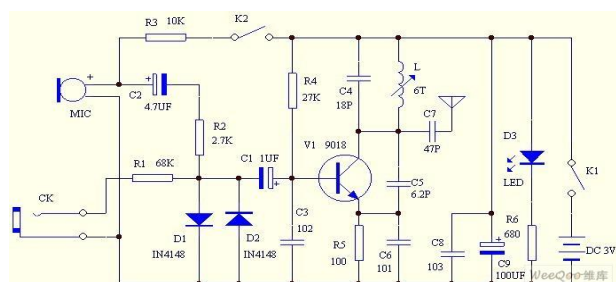 R3 10K
K2
MIC
C2
4.7UF
R2
2.7K
R4
27K
C4
18P
L
6T
C7
47P
V1 9018
R1 68K
C1 1UF
D3
LED
K1
CK
C5
6.2P
D1
IN4148
D2
IN4148
C3
102
R5
100
C6
101
C8
103
C9
100UF
R6
680
DC 3V
WeeQoo维库